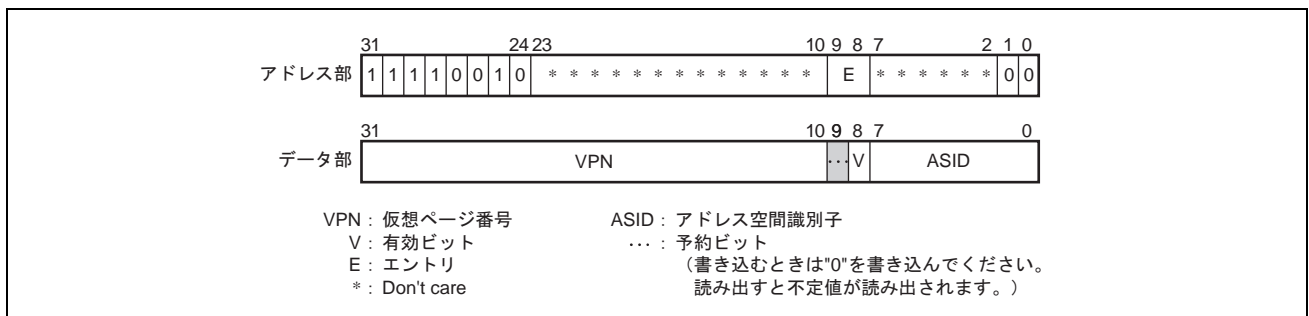 31 24 23 10 9 8 7 2 1 0
アドレス部 1 1 1 1 0 0 1 0 * * * * * * * * * * * * * * E * * * * * * 0 0
31 10 9 8 7 0
データ部 VPN ・・・ V ASID
VPN : 仮想ページ番号 ASID : アドレス空間識別子
V : 有効ビット ・・・ : 予約ビット
E : エントリ （書き込むときは"0"を書き込んでください。
* : Don't care 読み出すと不定値が読み出されます。）